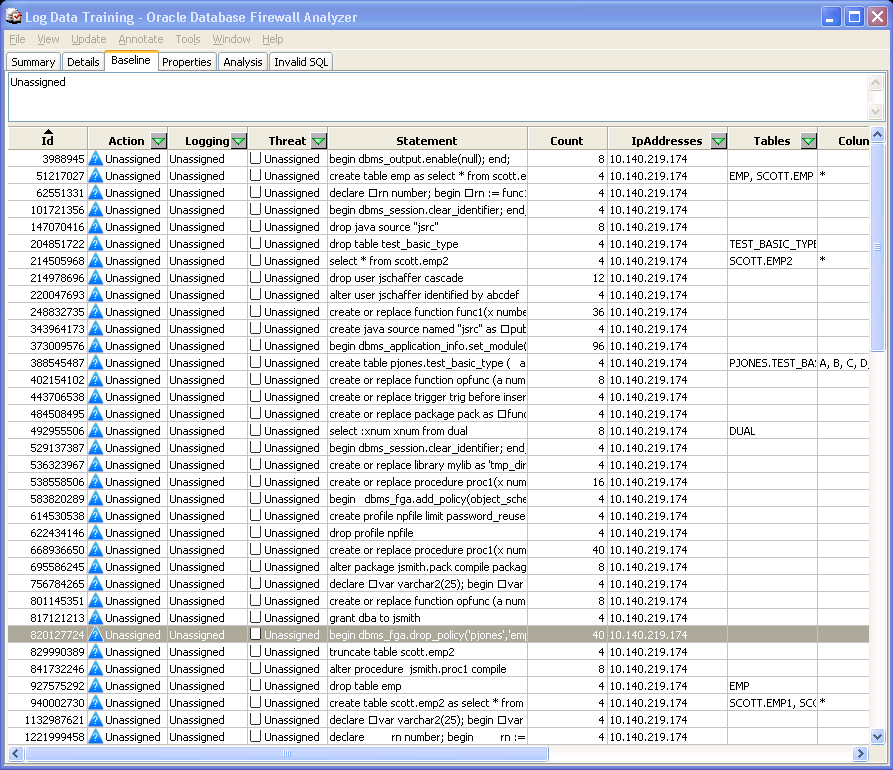 Log Data Training - Oracle Database Firewall Analyzer
File View Update Annotate Tools Window Help
Summary Details Baseline Properties Analysis Invalid SQL
Unassigned
Id Action Logging Threat Statement Count IpAddresses Tables Colun
3988945 Unassigned Unassigned Unassigned begin dbms_output.enable(null); end; 8 10.140.219.174
51217027 Unassigned Unassigned Unassigned create table emp as select * from scott.e 4 10.140.219.174 EMP, SCOTT.EMP *
62551331 Unassigned Unassigned Unassigned declare □rn number; begin □rn := func1 4 10.140.219.174
101721356 Unassigned Unassigned Unassigned begin dbms_session.clear_identifier; end_ 4 10.140.219.174
147070416 Unassigned Unassigned Unassigned drop java source "jsrc" 8 10.140.219.174
204851722 Unassigned Unassigned Unassigned drop table test_basic_type 4 10.140.219.174 TEST_BASIC_TYPE
214505968 Unassigned Unassigned Unassigned select * from scott.emp2 4 10.140.219.174 SCOTT.EMP2 *
214978696 Unassigned Unassigned Unassigned drop user jschaffer cascade 12 10.140.219.174
220047693 Unassigned Unassigned Unassigned alter user jschaffer identified by abcdef 4 10.140.219.174
248832735 Unassigned Unassigned Unassigned create or replace function func1(x numbe 36 10.140.219.174
343964173 Unassigned Unassigned Unassigned create java source named "jsrc" as □pub 4 10.140.219.174
373009576 Unassigned Unassigned Unassigned begin dbms_application_info.set_module( 96 10.140.219.174
388545487 Unassigned Unassigned Unassigned create table pjones.test_basic_type ( a 4 10.140.219.174 PJONES.TEST_BAS A, B, C, D_
402154102 Unassigned Unassigned Unassigned create or replace function opfunc (a num 8 10.140.219.174
443706538 Unassigned Unassigned Unassigned create or replace trigger trig before inser 4 10.140.219.174
484508495 Unassigned Unassigned Unassigned create or replace package pack as □func 4 10.140.219.174
492955506 Unassigned Unassigned Unassigned select :xnum xnum from dual 8 10.140.219.174 DUAL
529137387 Unassigned Unassigned Unassigned begin dbms_session.clear_identifier; end_ 4 10.140.219.174
536323967 Unassigned Unassigned Unassigned create or replace library mylib as 'tmp_dir 4 10.140.219.174
538558506 Unassigned Unassigned Unassigned create or replace procedure proc1(x num 16 10.140.219.174
583820289 Unassigned Unassigned Unassigned begin dbms_fga.add_policy(object_sche 4 10.140.219.174
614530538 Unassigned Unassigned Unassigned create profile npfile limit password_reuse 4 10.140.219.174
622434146 Unassigned Unassigned Unassigned drop profile npfile 4 10.140.219.174
668936650 Unassigned Unassigned Unassigned create or replace procedure proc1(x num 40 10.140.219.174
695586245 Unassigned Unassigned Unassigned alter package jsmith.pack compile packag 8 10.140.219.174
756784265 Unassigned Unassigned Unassigned declare □var varchar2(25); begin □var 4 10.140.219.174
801145351 Unassigned Unassigned Unassigned create or replace function opfunc (a num 8 10.140.219.174
817121213 Unassigned Unassigned Unassigned grant dba to jsmith 4 10.140.219.174
820127724 Unassigned Unassigned Unassigned begin dbms_fga.drop_policy('pjones','emp 40 10.140.219.174
829990389 Unassigned Unassigned Unassigned truncate table scott.emp2 4 10.140.219.174
841732246 Unassigned Unassigned Unassigned alter procedure jsmith.proc1 compile 8 10.140.219.174
927575292 Unassigned Unassigned Unassigned drop table emp 4 10.140.219.174 EMP
940002730 Unassigned Unassigned Unassigned create table scott.emp2 as select * from 4 10.140.219.174 SCOTT.EMP1, SCC *
1132987621 Unassigned Unassigned Unassigned declare □var varchar2(25); begin □var 4 10.140.219.174
1221999458 Unassigned Unassigned Unassigned declare rn number; begin rn := 4 10.140.219.174